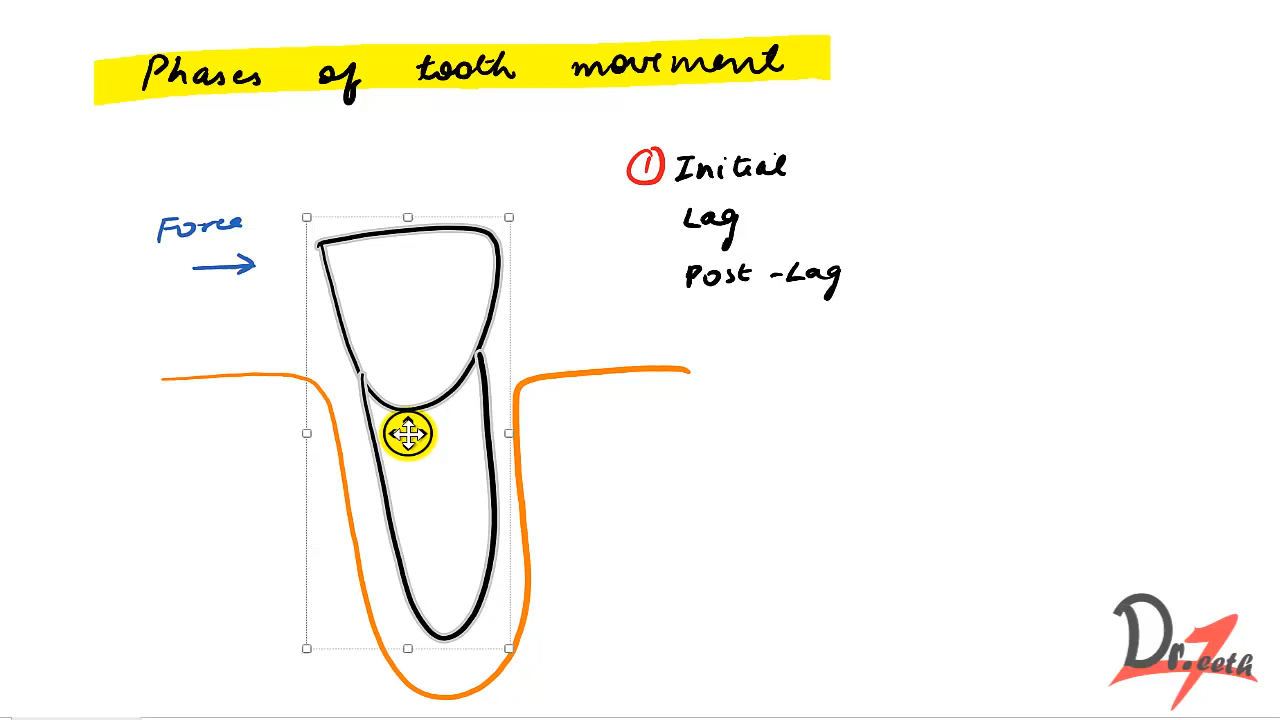 Phases of tooth movement
① Initial
Lag
Post - Lag
Force
Dr. Teeth